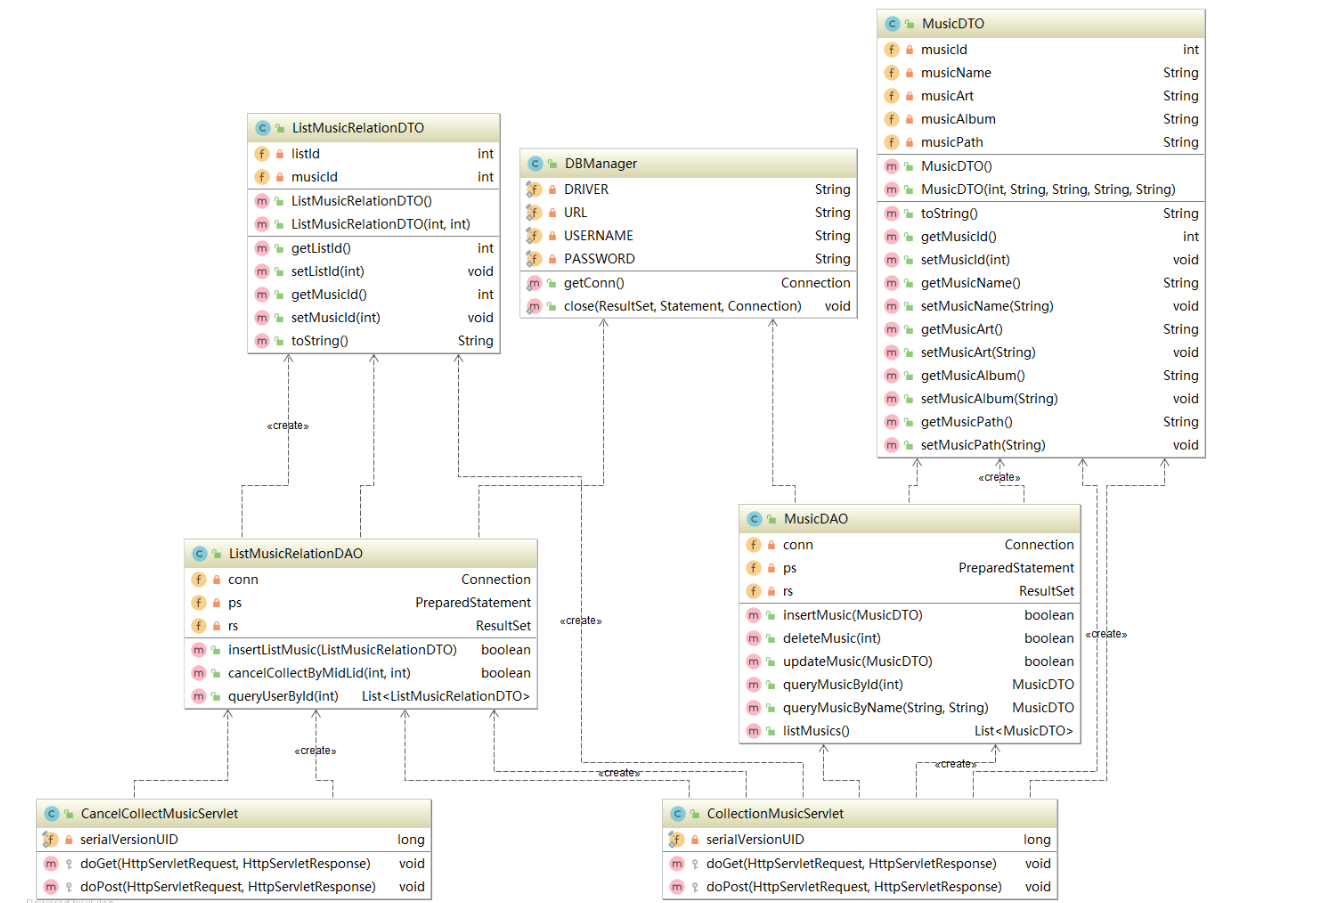 MusicDTO
musicId int
musicName String
musicArt String
musicAlbum String
musicPath String
MusicDTO()
MusicDTO(int, String, String, String, String)
toString() String
getMusicId() int
setMusicId(int) void
getMusicName() String
setMusicName(String) void
getMusicArt() String
setMusicArt(String) void
getMusicAlbum() String
setMusicAlbum(String) void
getMusicPath() String
setMusicPath(String) void
ListMusicRelationDTO
listId int
musicId int
ListMusicRelationDTO()
ListMusicRelationDTO(int, int)
getListId() int
setListId(int) void
getMusicId() int
setMusicId(int) void
toString() String
DBManager
DRIVER String
URL String
USERNAME String
PASSWORD String
getConn() Connection
close(ResultSet, Statement, Connection) void
«create»
«create»
ListMusicRelationDAO
conn Connection
ps PreparedStatement
rs ResultSet
insertListMusic(ListMusicRelationDTO) boolean
cancelCollectByMidLid(int, int) boolean
queryUserById(int) List<ListMusicRelationDTO>
«create»
MusicDAO
conn Connection
ps PreparedStatement
rs ResultSet
insertMusic(MusicDTO) boolean
deleteMusic(int) boolean
updateMusic(MusicDTO) boolean
queryMusicById(int) MusicDTO
queryMusicByName(String, String) MusicDTO
listMusics() List<MusicDTO>
«create»
«create»
«create»
«create»
CancelCollectMusicServlet
serialVersionUID long
doGet(HttpServletRequest, HttpServletResponse) void
doPost(HttpServletRequest, HttpServletResponse) void
CollectionMusicServlet
serialVersionUID long
doGet(HttpServletRequest, HttpServletResponse) void
doPost(HttpServletRequest, HttpServletResponse) void